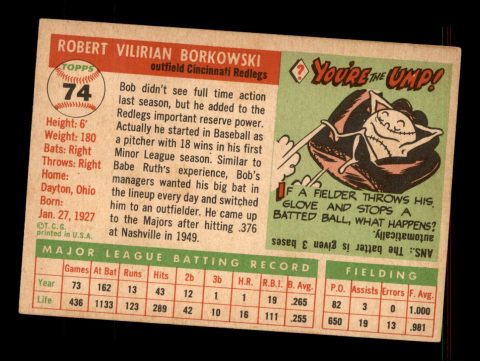 ROBERT VILIRIAN BORKOWSKI
outfield Cincinnati Redlegs
TOPPS
74
Height: 6'
Weight: 180
Bats: Right
Throws: Right
Home:
Dayton, Ohio
Born:
Jan. 27, 1927
© T. C. G.
printed in U.S.A.
Bob didn't see full time action
last season, but he added to the
Redlegs important reserve power.
Actually he started in Baseball as
a pitcher with 18 wins in his first
Minor League season. Similar to
Babe Ruth's experience, Bob's
managers wanted his big bat in
the lineup every day and switched
him to an outfielder. He came up
to the Majors after hitting .376
at Nashville in 1949.
? YOU'RE THE UMP!
IF A FIELDER THROWS HIS
GLOVE AND STOPS A
BATTED BALL, WHAT HAPPENS?
ANS.: The batter is given 3 bases
automatically.
MAJOR LEAGUE BATTING RECORD
Games At Bat Runs Hits 2b 3b H.R. R.B.I. B. Av.
Year 73 162 13 43 12 1 1 19 .265
Life 436 1133 123 289 42 10 16 111 .255
FIELDING
P.O. Assists Errors F. Avg.
82 3 0 1.000
650 19 13 .981